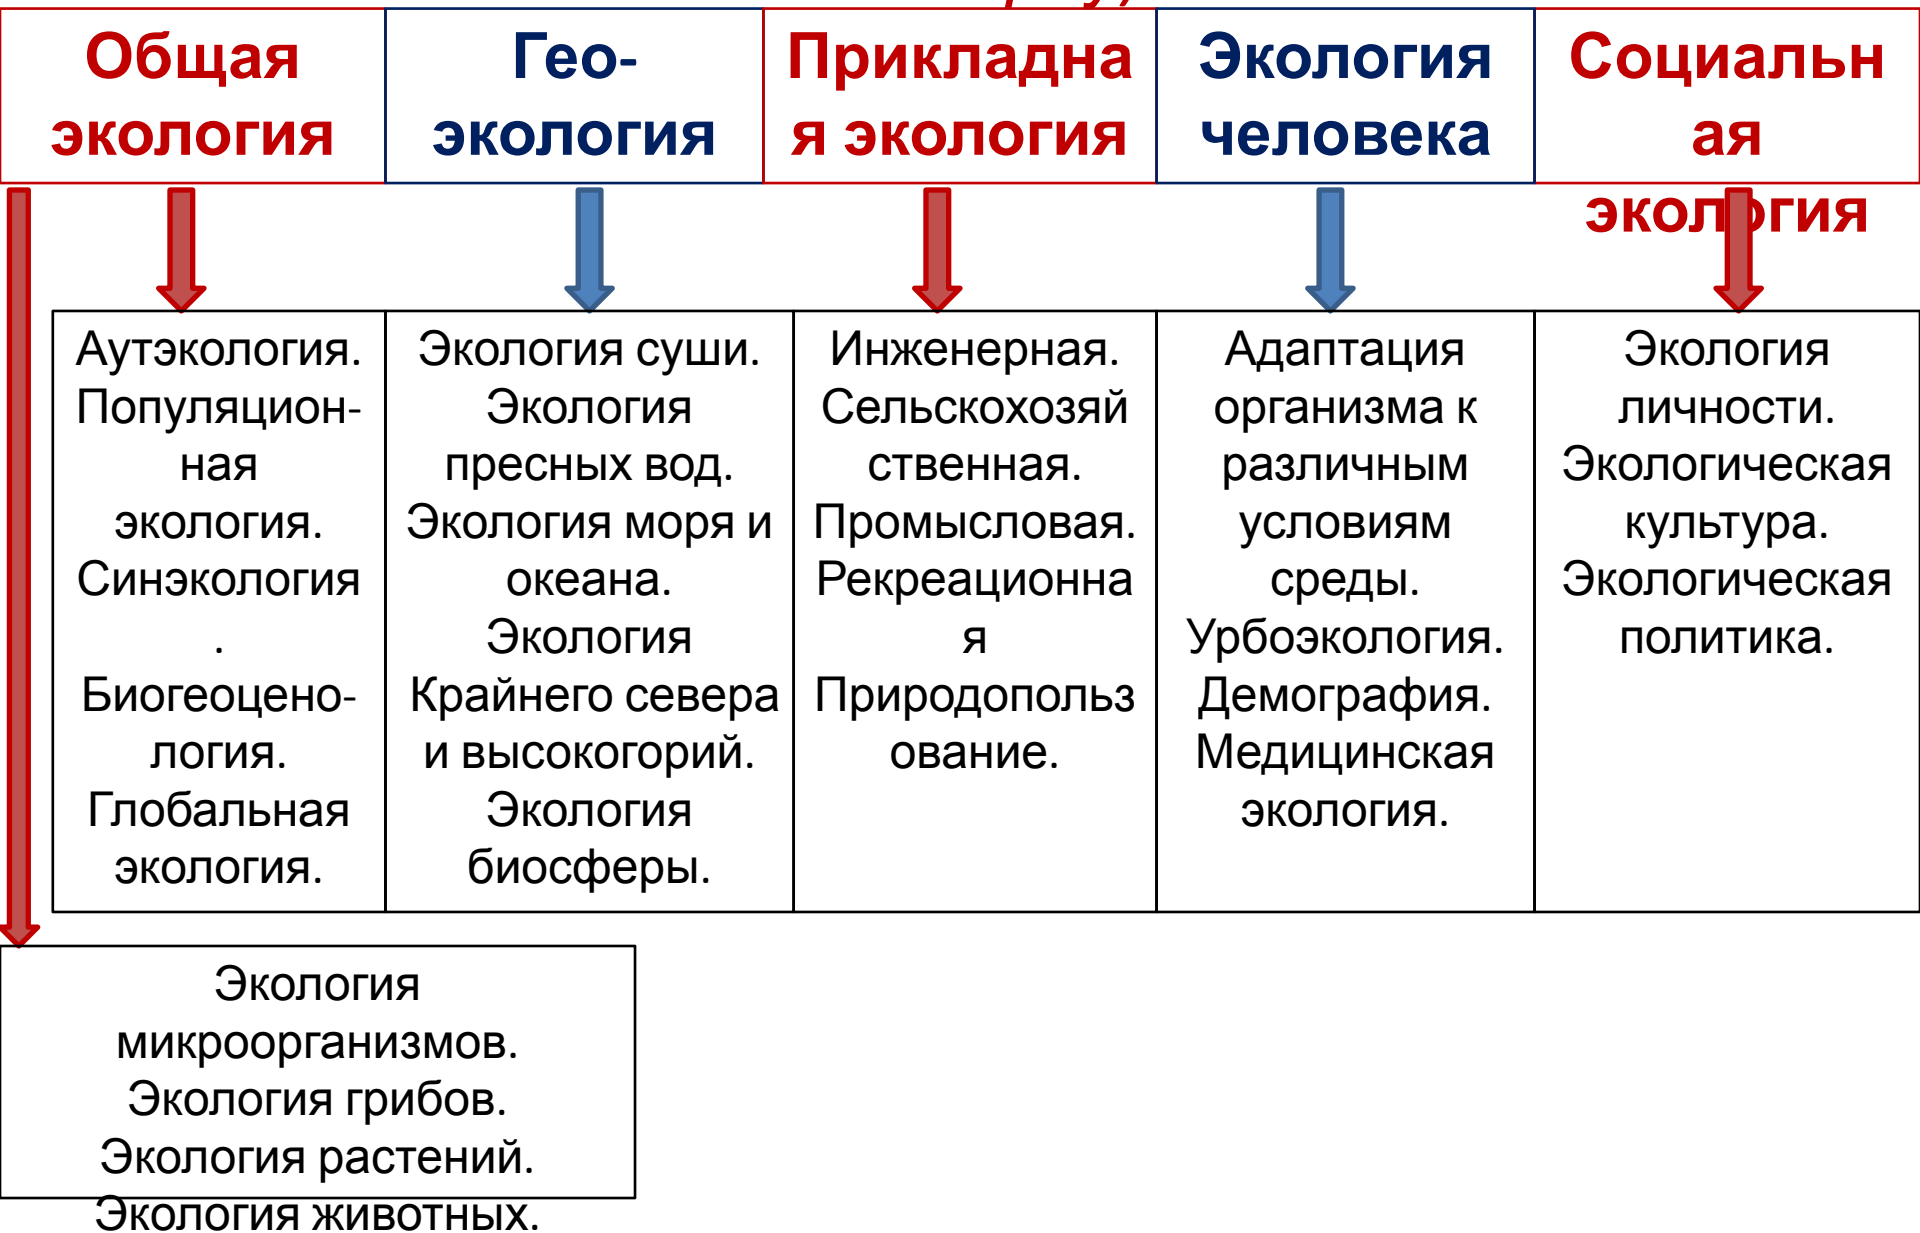 Общая
экология
Гео-
экология
Прикладна
я экология
Экология
человека
Социальн
ая
экология
Аутэкология.
Популяцион-
ная
экология.
Синэкология
.
Биогеоцено-
логия.
Глобальная
экология.
Экология суши.
Экология
пресных вод.
Экология моря и
океана.
Экология
Крайнего севера
и высокогорий.
Экология
биосферы.
Инженерная.
Сельскохозяй
ственная.
Промысловая.
Рекреационна
я
Природопольз
ование.
Адаптация
организма к
различным
условиям
среды.
Урбоэкология.
Демография.
Медицинская
экология.
Экология
личности.
Экологическая
культура.
Экологическая
политика.
Экология
микроорганизмов.
Экология грибов.
Экология растений.
Экология животных.